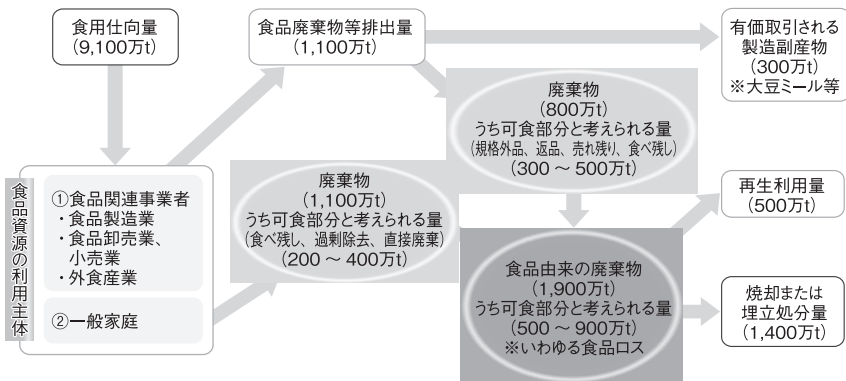 食用仕向量
(9,100万t)
食品廃棄物等排出量
(1,100万t)
有価取引される
製造副産物
(300万t)
※大豆ミール等
廃棄物
(800万t)
うち可食部分と考えられる量
(規格外品、返品、売れ残り、食べ残し)
(300 ～ 500万t)
食品資源の利用主体
①食品関連事業者
・食品製造業
・食品卸売業、
小売業
・外食産業
②一般家庭
廃棄物
(1,100万t)
うち可食部分と考えられる量
(食べ残し、過剰除去、直接廃棄)
(200 ～ 400万t)
再生利用量
(500万t)
食品由来の廃棄物
(1,900万t)
うち可食部分と考えられる量
(500 ～ 900万t)
※いわゆる食品ロス
焼却または
埋立処分量
(1,400万t)